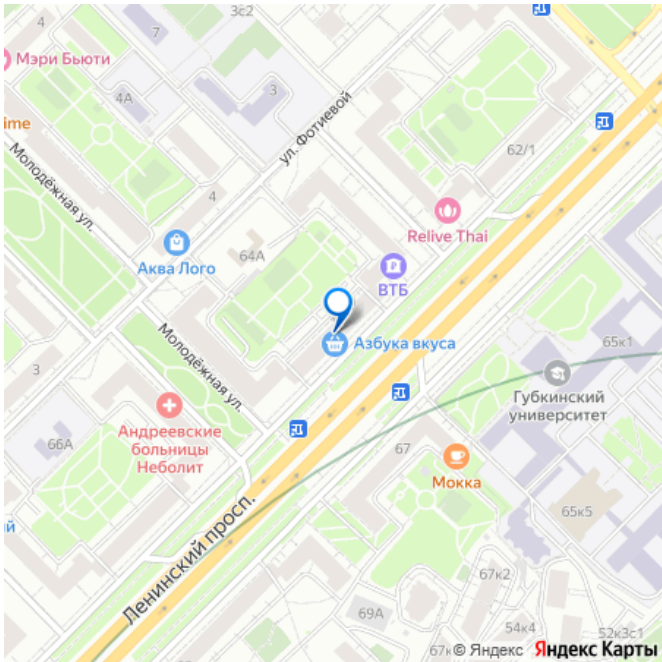 3с2
7
Мэри Бьюти
3
4А
ime
ул. Фотиевой
62/1
Молодёжная ул.
4
Relive Thai
64А
Аква Лого
ВТБ
Азбука вкуса
65к1
3
Молодёжная ул.
Губкинский
университет
66А
Андреевские
больницы
Неболит
67
Мокка
65к5
ий
Ленинский просп.
67к2
69А
54к4
52к3с1
67к
© Яндекс Яндекс Карты